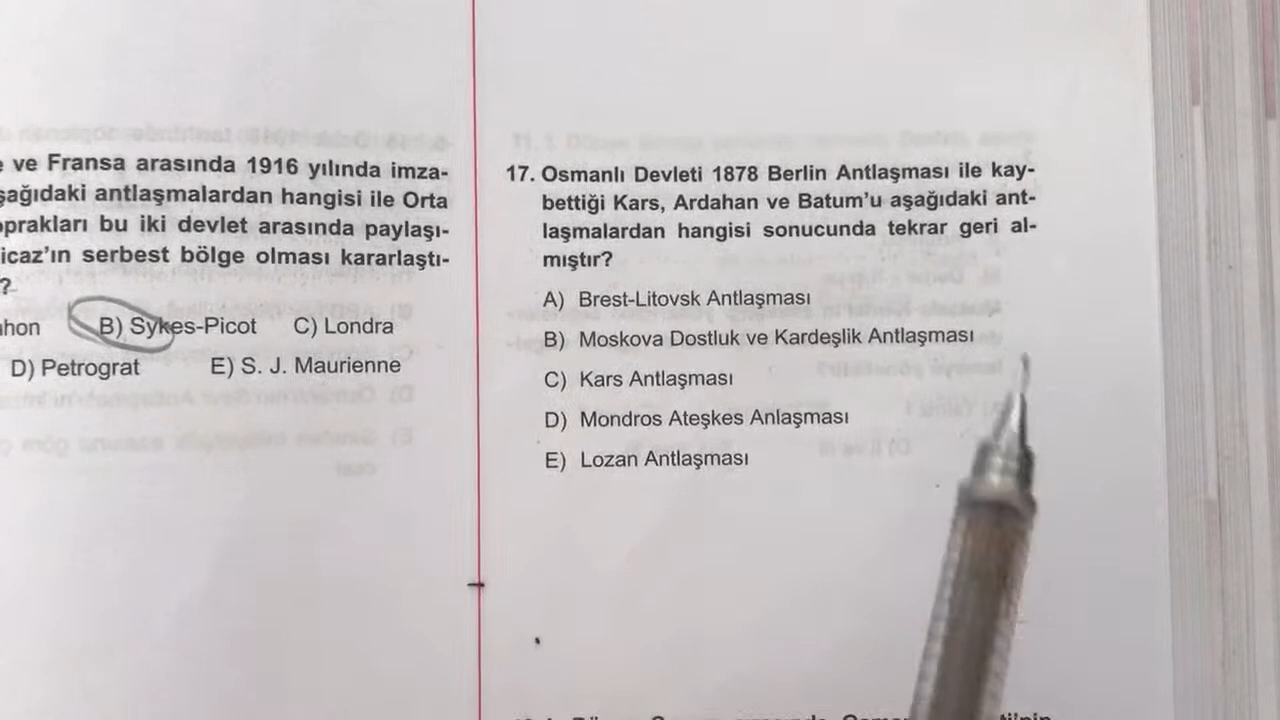 ve Fransa arasında 1916 yılında imza-
şağıdaki antlaşmalardan hangisi ile Orta
oprakları bu iki devlet arasında paylaşı-
icaz'ın serbest bölge olması kararlaştı-
?
ahon B) Sykes-Picot C) Londra
D) Petrograt E) S. J. Maurienne
17. Osmanlı Devleti 1878 Berlin Antlaşması ile kay-
bettiği Kars, Ardahan ve Batum'u aşağıdaki ant-
laşmalardan hangisi sonucunda tekrar geri al-
mıştır?
A) Brest-Litovsk Antlaşması
B) Moskova Dostluk ve Kardeşlik Antlaşması
C) Kars Antlaşması
D) Mondros Ateşkes Anlaşması
E) Lozan Antlaşması